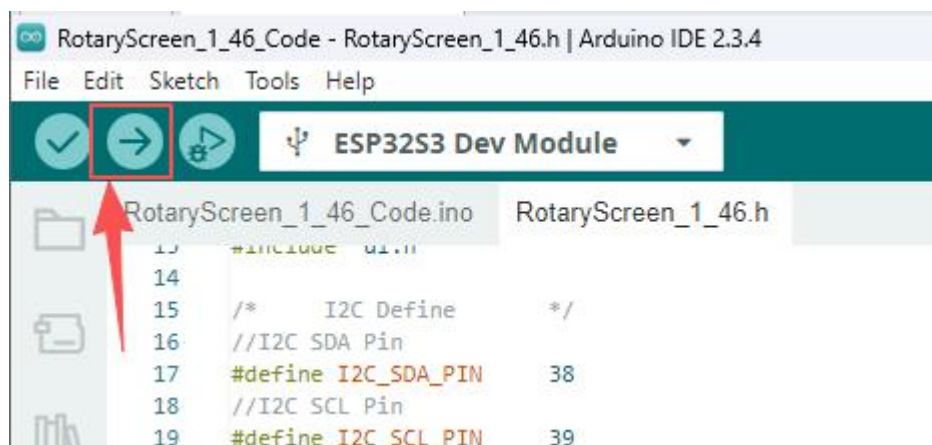 RotaryScreen_1_46_Code - RotaryScreen_1_46.h | Arduino IDE 2.3.4
File Edit Sketch Tools Help
ESP32S3 Dev Module
RotaryScreen_1_46_Code.ino RotaryScreen_1_46.h
14
15 /* I2C Define */
16 //I2C SDA Pin
17 #define I2C_SDA_PIN 38
18 //I2C SCL Pin
19 #define I2C_SCL_PIN 39